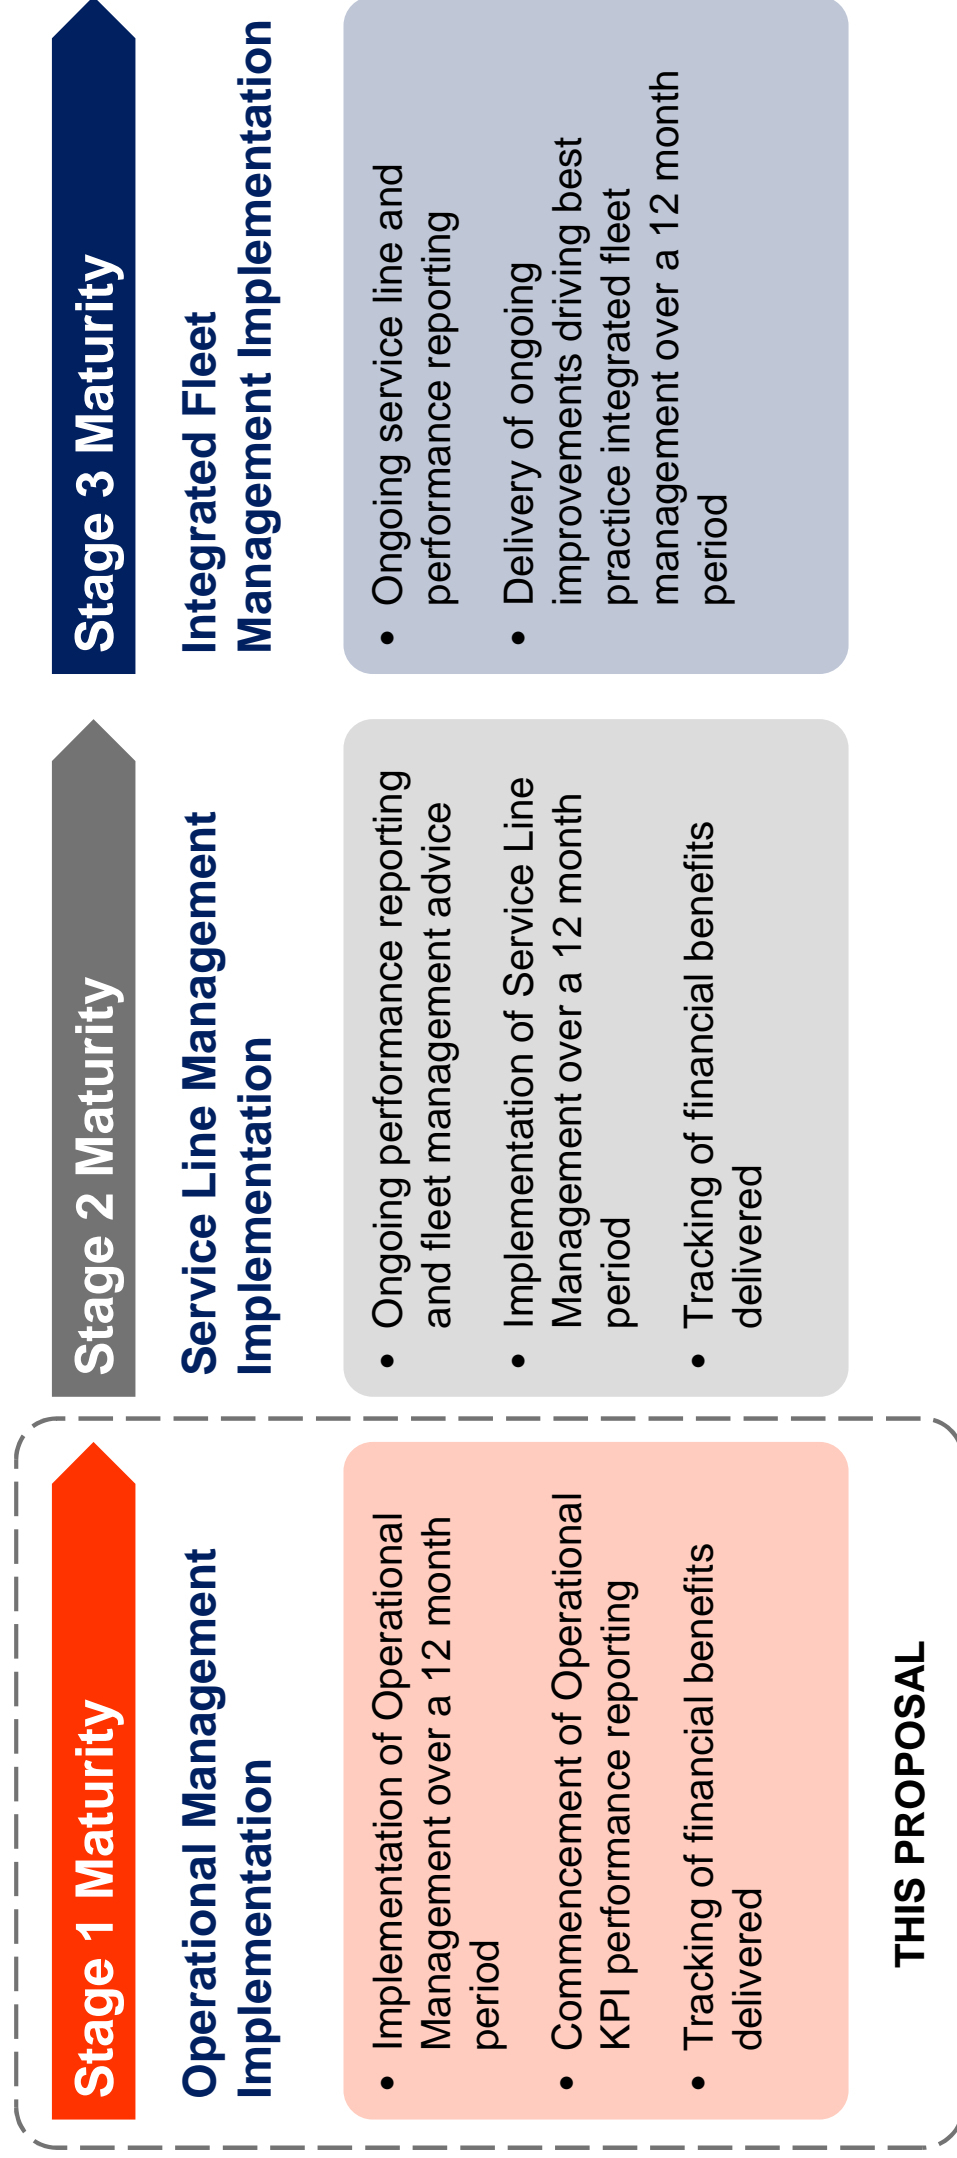 Stage 1 Maturity
Operational Management
Implementation
• Implementation of Operational
Management over a 12 month
period
• Commencement of Operational
KPI performance reporting
• Tracking of financial benefits
delivered
THIS PROPOSAL
Stage 2 Maturity
Service Line Management
Implementation
• Ongoing performance reporting
and fleet management advice
• Implementation of Service Line
Management over a 12 month
period
• Tracking of financial benefits
delivered
Stage 3 Maturity
Integrated Fleet
Management Implementation
• Ongoing service line and
performance reporting
• Delivery of ongoing
improvements driving best
practice integrated fleet
management over a 12 month
period